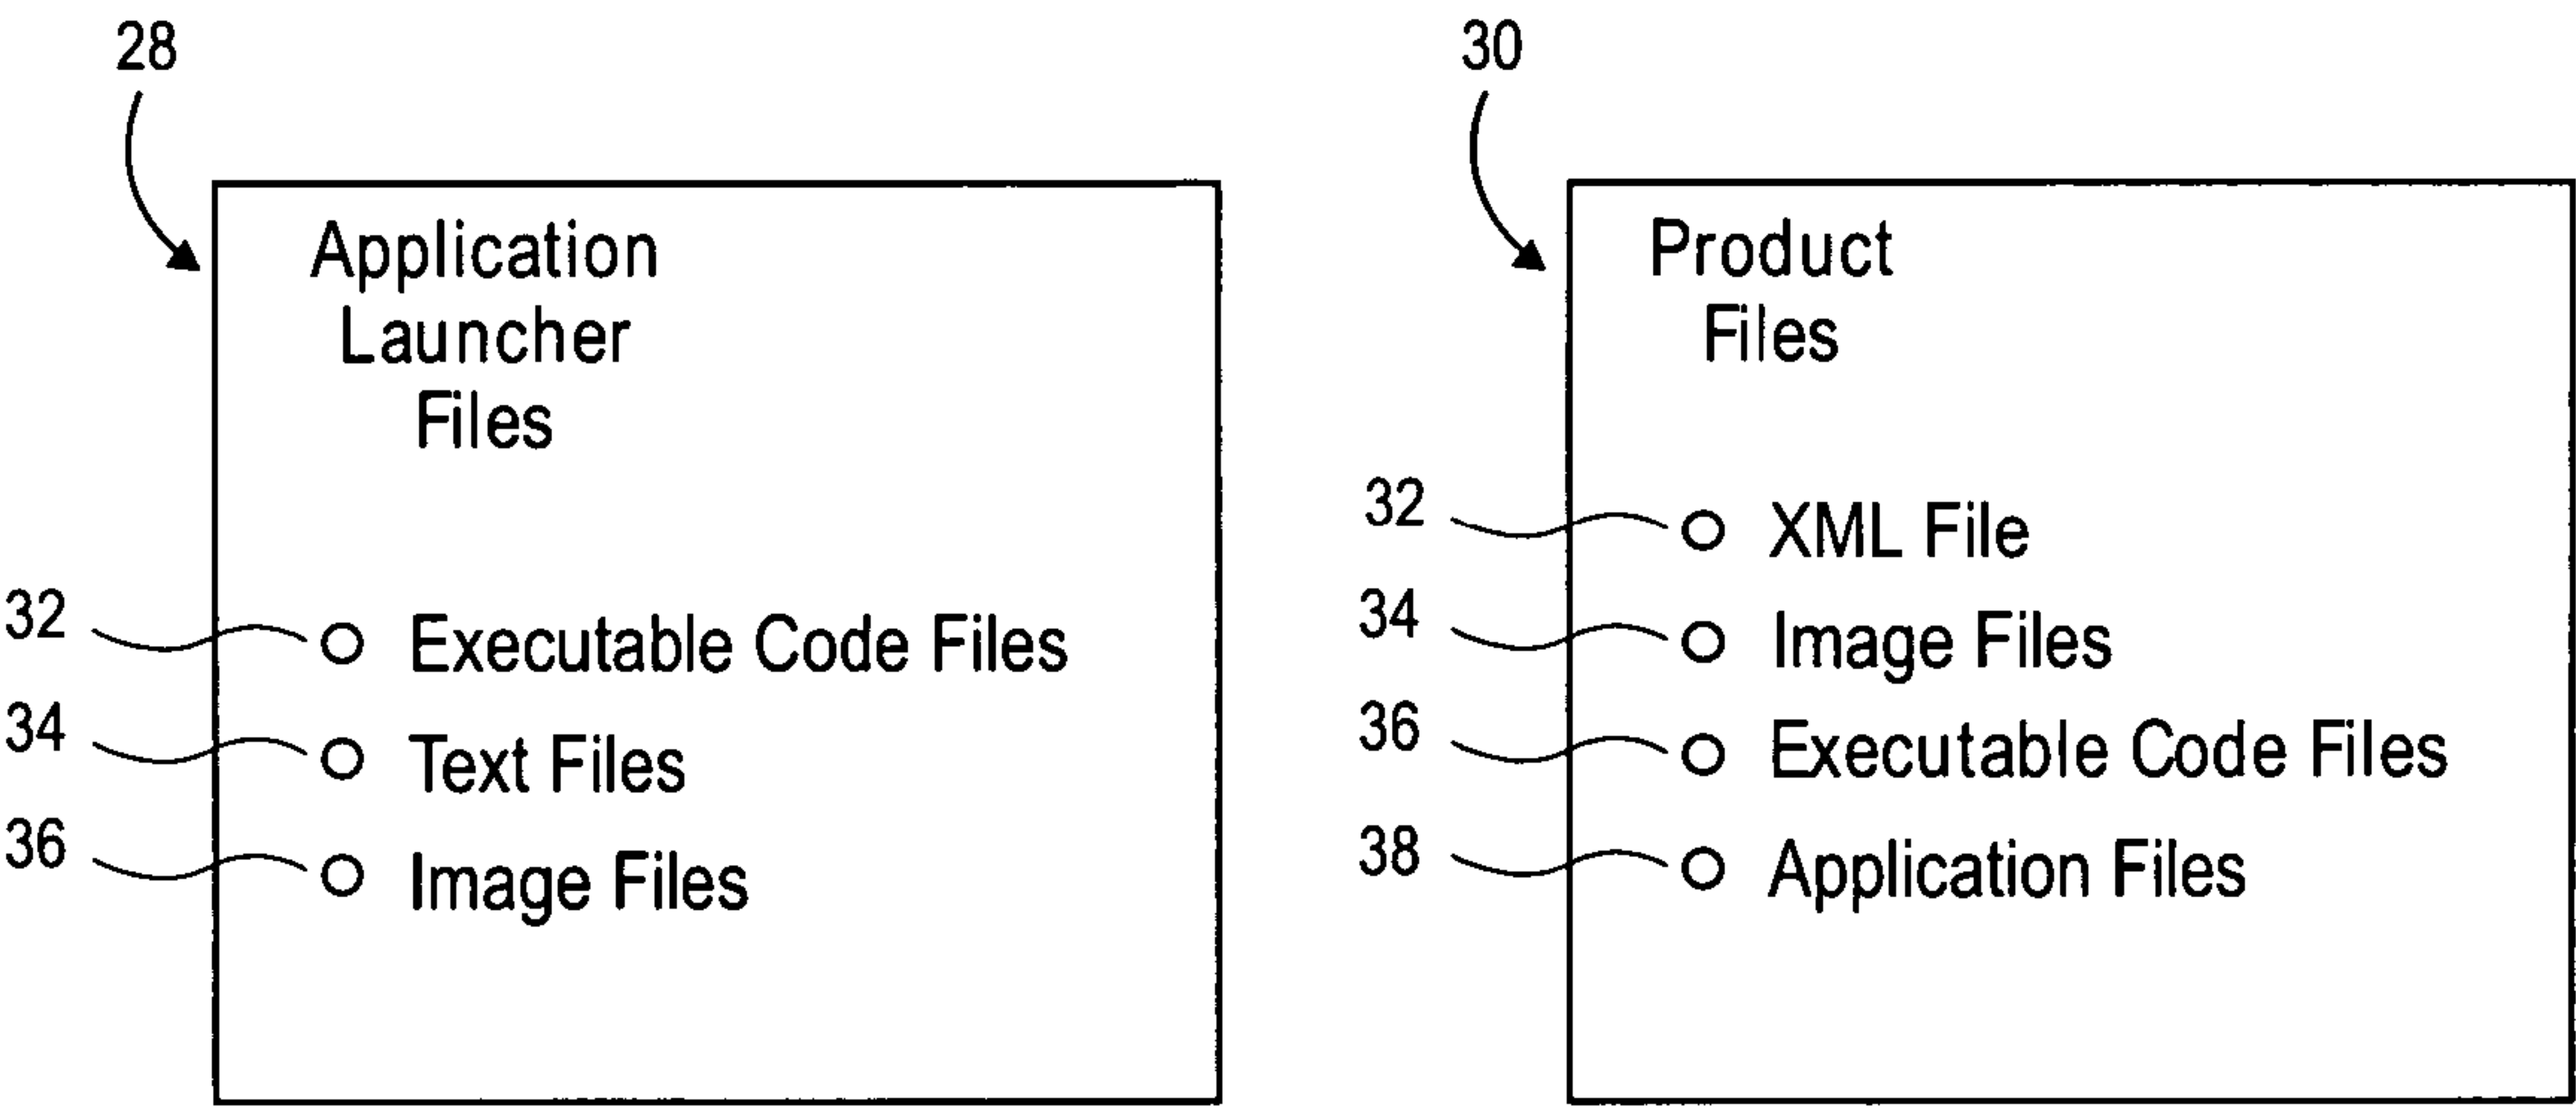 28
Application
Launcher
Files
32 Executable Code Files
34 Text Files
36 Image Files
30
Product
Files
32 XML File
34 Image Files
36 Executable Code Files
38 Application Files